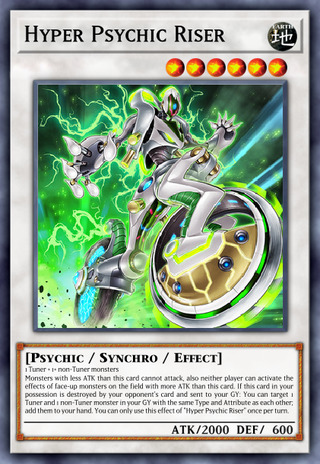 Hyper Psychic Riser
EARTH
地
[Psychic / Synchro / Effect]
1 Tuner + 1+ non-Tuner monsters
Monsters with less ATK than this card cannot attack, also neither player can activate
the effects of face-up monsters on the field with more ATK than this card. If this card in your
possession is destroyed by your opponent's card and sent to your GY: You can target 1
Tuner and 1 non-Tuner monster in your GY with the same Type and Attribute as each other;
add them to your hand. You can only use this effect of "Hyper Psychic Riser" once per turn.
ATK/2000 DEF/ 600